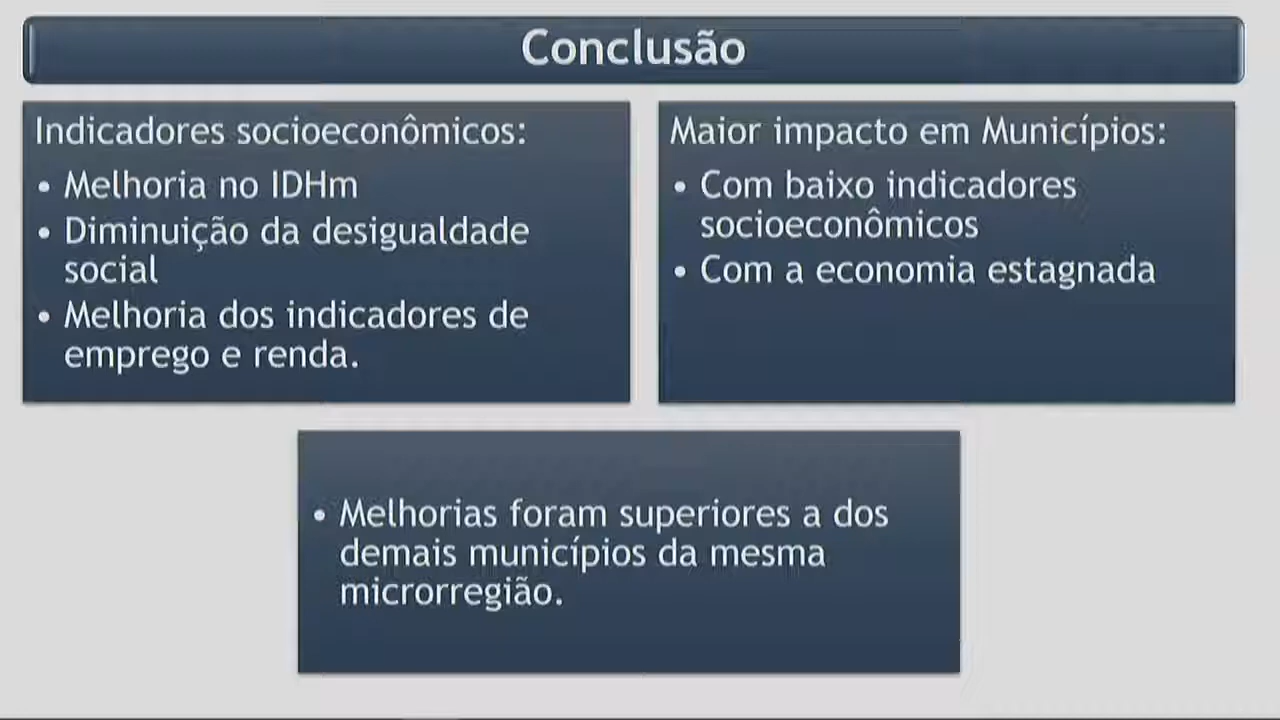 Conclusão
Indicadores socioeconômicos:
• Melhoria no IDHm
• Diminuição da desigualdade
social
• Melhoria dos indicadores de
emprego e renda.
Maior impacto em Municípios:
• Com baixo indicadores
socioeconômicos
• Com a economia estagnada
• Melhorias foram superiores a dos
demais municípios da mesma
microrregião.